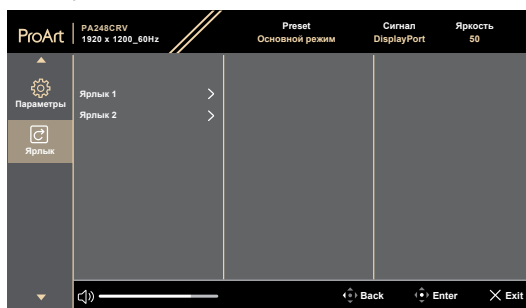 ProArt
PA248CRV
1920 x 1200_60Hz
Preset
Основной режим
Сигнал
DisplayPort
Яркость
50
Параметры
Ярлык
Ярлык 1
Ярлык 2
Back
Enter
Exit